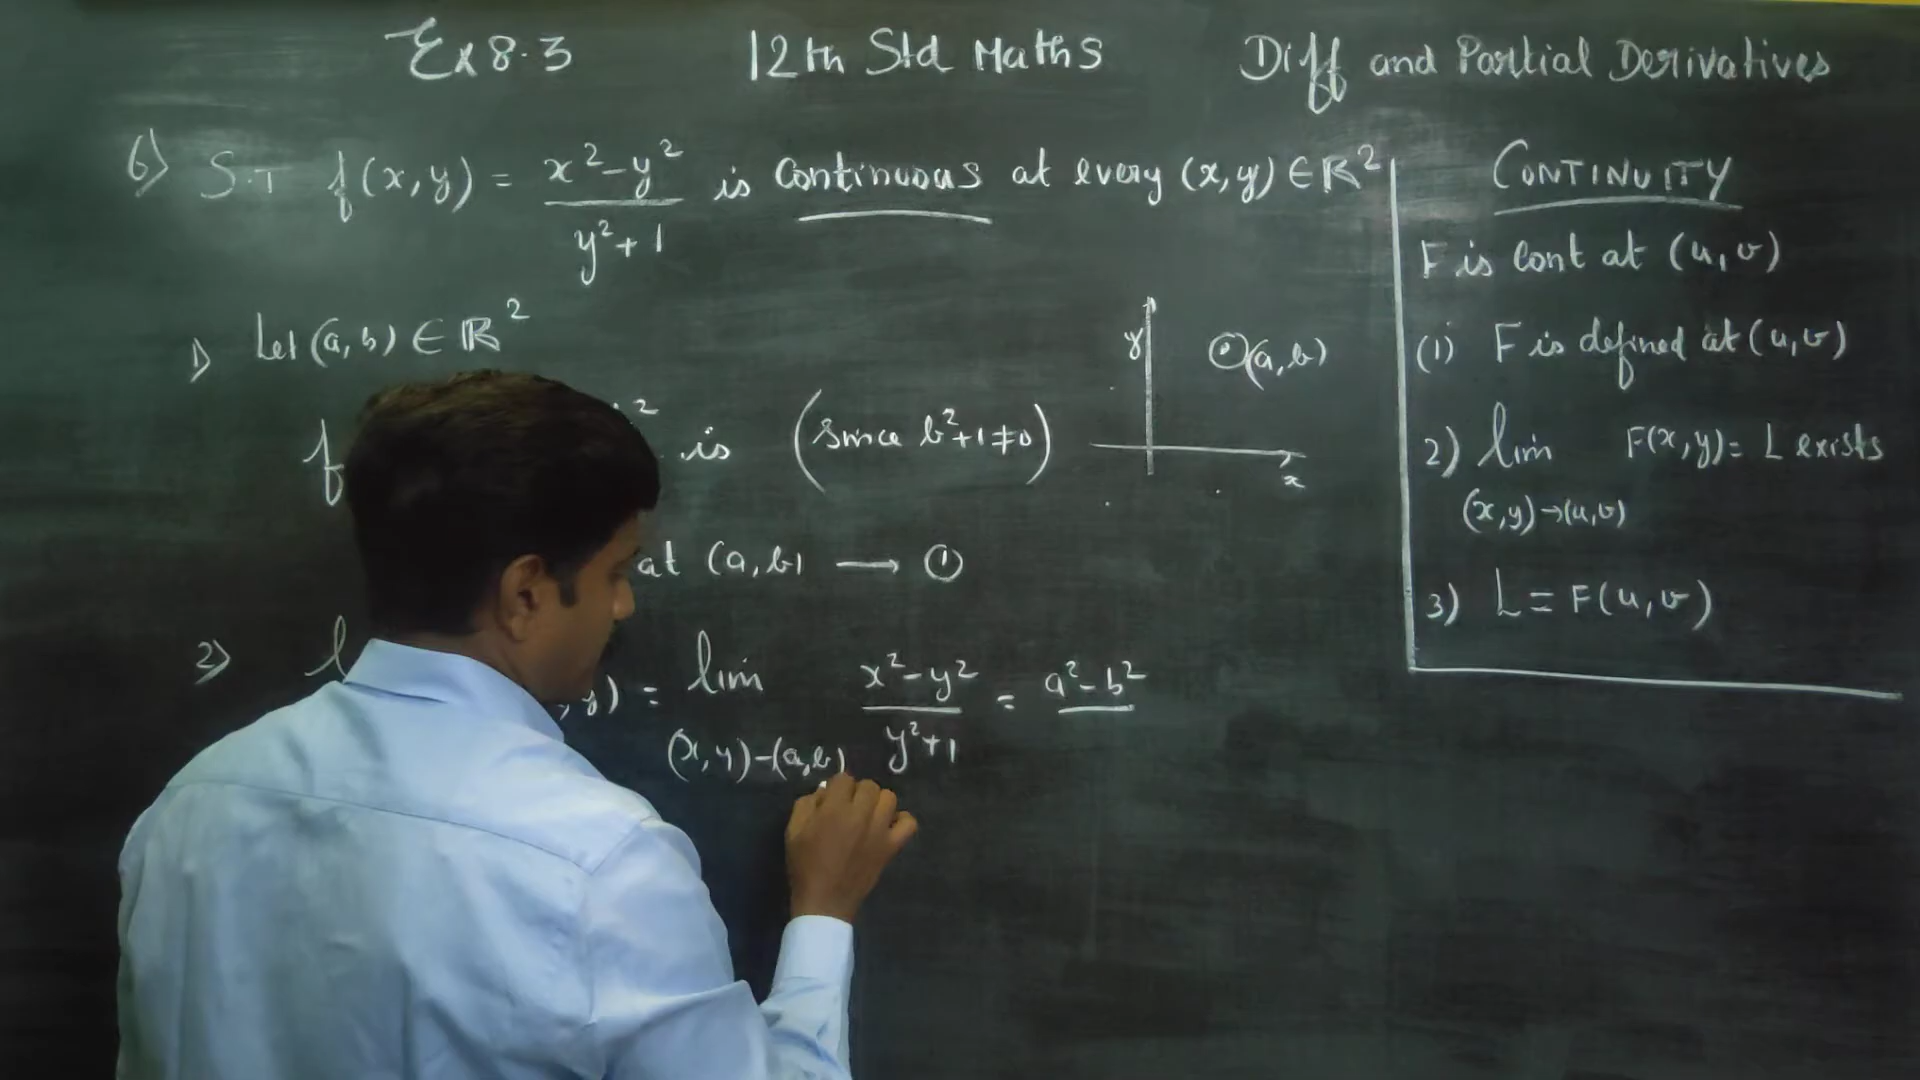 Ex 8.3 12th Std Maths Diff and Partial Derivatives
6) S.T f(x,y) = x²-y² / y²+1 is Continuous at every (x,y) ∈ ℝ²
1) Let (a,b) ∈ ℝ²
f ² is (Since b²+1≠0)
at (a,b) → ①
2) l ,y) = lim x²-y² / y²+1 = a²-b²
(x,y)-(a,b)
y
(a,b)
x
CONTINUITY
F is Cont at (u,v)
(1) F is defined at (u,v)
2) lim F(x,y) = L exists
(x,y)→(u,v)
3) L = F(u,v)